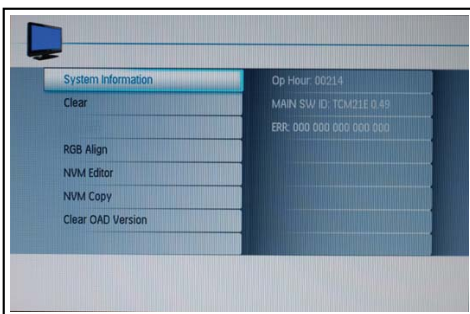 System Information
Op Hour: 00214
Clear
MAIN SW ID: TCM21E 0.49
ERR: 000 000 000 000 000
RGB Align
NVM Editor
NVM Copy
Clear OAD Version